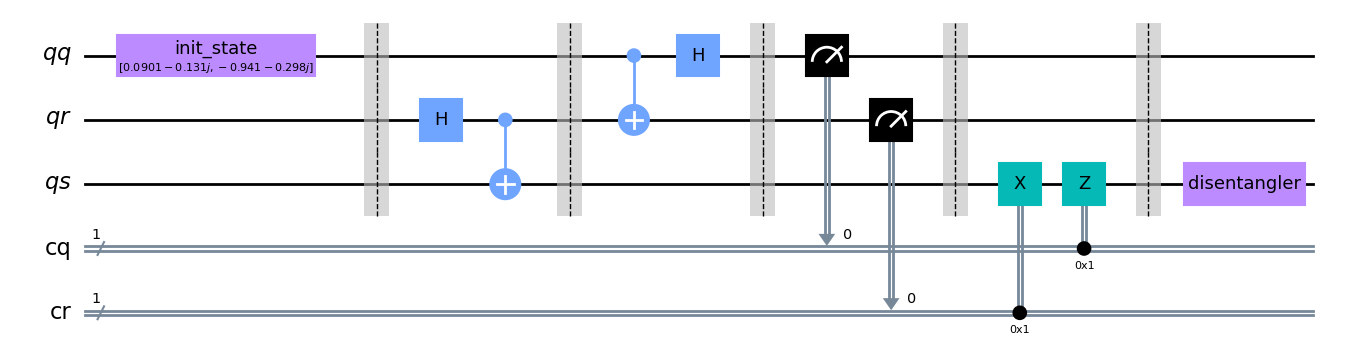 qq init_state
[0.0901 − 0.131j, − 0.941 − 0.298j] H
qr H
qs X Z disentangler
cq 1 0 0x1
cr 1 0 0x1